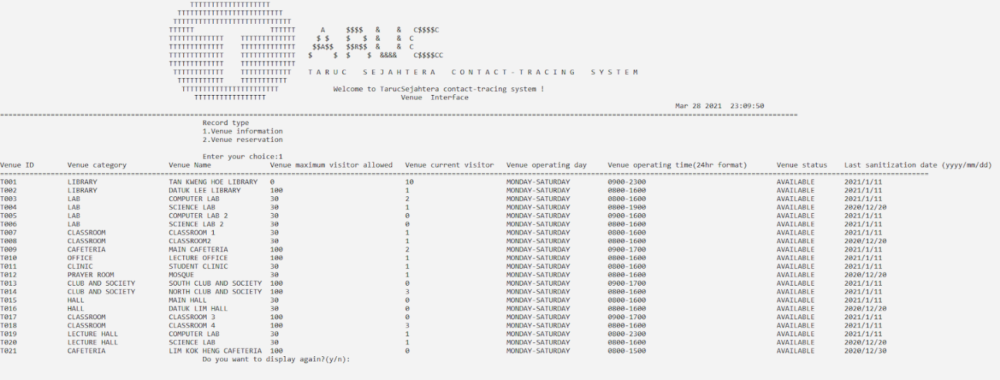 TTTTTTTTTTTTTTTTTTT
TTTTTTTTTTTTTTTTTTTTTTTTT
TTTTTTTTTTTTTTTTTTTTTTTTTTTT
TTTTTT                  TTTTTT      A     $$$$   &    &   C$$$$C
TTTTTTTTTTTTT    TTTTTTTTTTTTT     $ $    $   $  &    &  C
TTTTTTTTTTTTT    TTTTTTTTTTTTT    $$A$$   $$R$$  &    &  C
TTTTTTTTTTTTT    TTTTTTTTTTTTT   $     $  $    $  &&&&    C$$$$CC
TTTTTTTTTTTTT    TTTTTTTTTTTTT
TTTTTTTTTTTT    TTTTTTTTTTTT    T A R U C    S E J A H T E R A    C O N T A C T - T R A C I N G    S Y S T E M
TTTTTTTTTTT    TTTTTTTTTTT
TTTTTTTTTTTTTTTTTTTTTTT             Welcome to TarucSejahtera contact-tracing system !
TTTTTTTTTTTTTTTTT                                Venue  Interface
Mar 28 2021  23:09:50
Record type
1.Venue information
2.Venue reservation
Enter your choice:1
Venue ID Venue category Venue Name Venue maximum visitor allowed Venue current visitor Venue operating day Venue operating time(24hr format) Venue status Last sanitization date (yyyy/mm/dd)
T001 LIBRARY TAN KWENG HOE LIBRARY 0 10 MONDAY-SATURDAY 0900-2300 AVAILABLE 2021/1/11
T002 LIBRARY DATUK LEE LIBRARY 100 1 MONDAY-SATURDAY 0800-1600 AVAILABLE 2021/1/11
T003 LAB COMPUTER LAB 30 2 MONDAY-SATURDAY 0800-1600 AVAILABLE 2021/1/11
T004 LAB SCIENCE LAB 30 1 MONDAY-SATURDAY 0800-1900 AVAILABLE 2020/12/20
T005 LAB COMPUTER LAB 2 30 0 MONDAY-SATURDAY 0900-1600 AVAILABLE 2021/1/11
T006 LAB SCIENCE LAB 2 30 0 MONDAY-SATURDAY 0800-1600 AVAILABLE 2021/1/11
T007 CLASSROOM CLASSROOM 1 30 1 MONDAY-SATURDAY 0800-1600 AVAILABLE 2021/1/11
T008 CLASSROOM CLASSROOM2 30 1 MONDAY-SATURDAY 0800-1600 AVAILABLE 2020/12/20
T009 CAFETERIA MAIN CAFETERIA 100 2 MONDAY-SATURDAY 0900-1700 AVAILABLE 2021/1/11
T010 OFFICE LECTURE OFFICE 100 1 MONDAY-SATURDAY 0800-1600 AVAILABLE 2021/1/11
T011 CLINIC STUDENT CLINIC 30 1 MONDAY-SATURDAY 0800-1600 AVAILABLE 2021/1/11
T012 PRAYER ROOM MOSQUE 30 1 MONDAY-SATURDAY 0800-1600 AVAILABLE 2020/12/20
T013 CLUB AND SOCIETY SOUTH CLUB AND SOCIETY 100 0 MONDAY-SATURDAY 0900-1700 AVAILABLE 2021/1/11
T014 CLUB AND SOCIETY NORTH CLUB AND SOCIETY 100 3 MONDAY-SATURDAY 0800-1600 AVAILABLE 2021/1/11
T015 HALL MAIN HALL 30 0 MONDAY-SATURDAY 0800-1600 AVAILABLE 2021/1/11
T016 HALL DATUK LIM HALL 30 0 MONDAY-SATURDAY 0800-1600 AVAILABLE 2020/12/20
T017 CLASSROOM CLASSROOM 3 100 0 MONDAY-SATURDAY 0900-1700 AVAILABLE 2021/1/11
T018 CLASSROOM CLASSROOM 4 100 3 MONDAY-SATURDAY 0800-1600 AVAILABLE 2021/1/11
T019 LECTURE HALL COMPUTER LAB 30 1 MONDAY-SATURDAY 0800-2300 AVAILABLE 2021/1/11
T020 LECTURE HALL SCIENCE LAB 30 1 MONDAY-SATURDAY 0800-1600 AVAILABLE 2020/12/20
T021 CAFETERIA LIM KOK HENG CAFETERIA 100 0 MONDAY-SATURDAY 0800-1500 AVAILABLE 2020/12/30
Do you want to display again?(y/n):